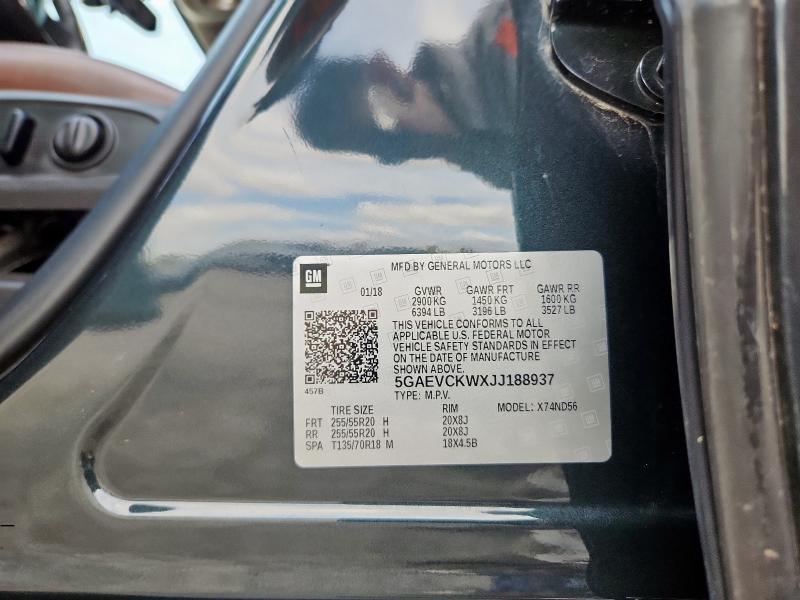 GM
MFD BY GENERAL MOTORS LLC
01/18 GVWR GAWR FRT GAWR RR
2900 KG 1450 KG 1600 KG
6394 LB 3196 LB 3527 LB
THIS VEHICLE CONFORMS TO ALL
APPLICABLE U.S. FEDERAL MOTOR
VEHICLE SAFETY STANDARDS IN EFFECT
ON THE DATE OF MANUFACTURE
SHOWN ABOVE.
457B
5GAEVCKWXJJ188937
TYPE: M.P.V.
TIRE SIZE RIM MODEL: X74ND56
FRT 255/55R20 H 20X8J
RR 255/55R20 H 20X8J
SPA T135/70R18 M 18X4.5B